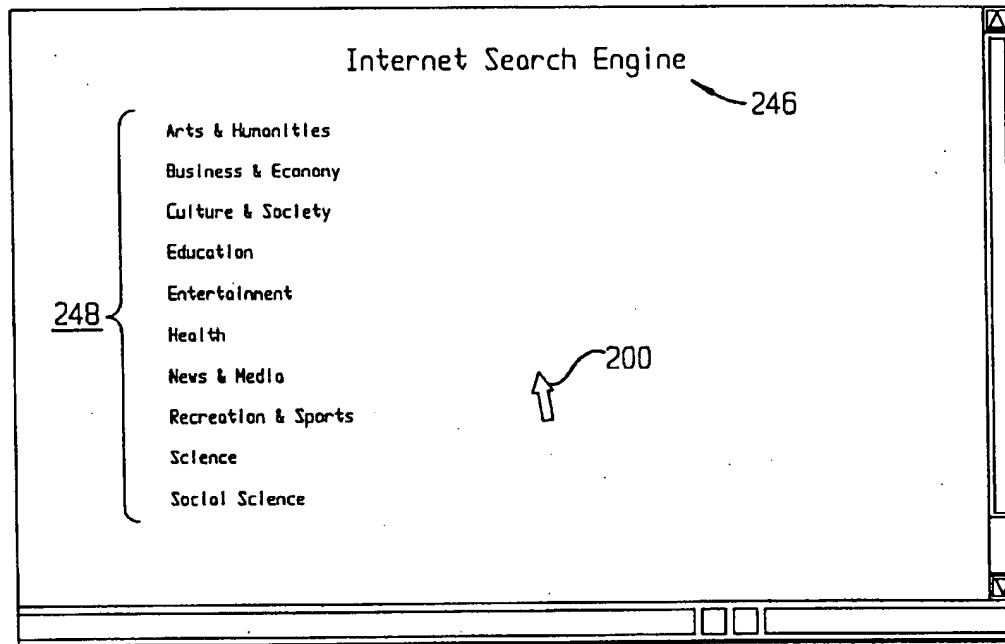 Internet Search Engine
246
Arts & Humanities
Business & Economy
Culture & Society
Education
Entertainment
248
Health
200
News & Media
Recreation & Sports
Science
Social Science